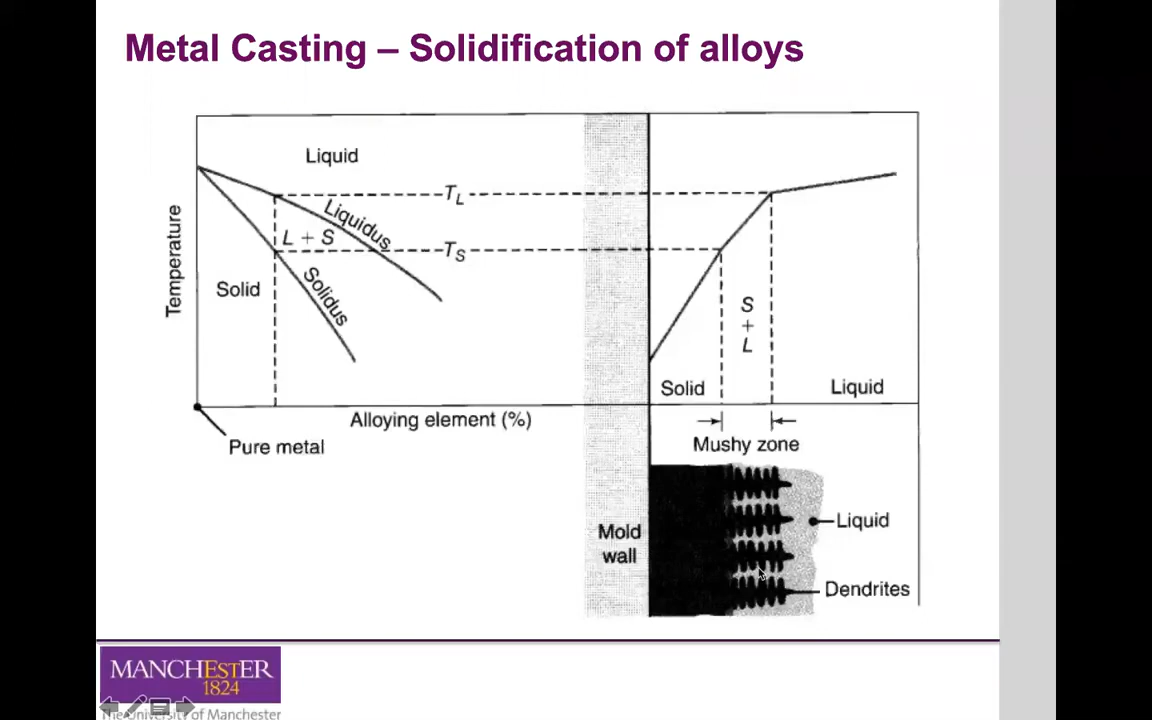 Metal Casting – Solidification of alloys
Liquid
Temperature
T_L
Liquidus
L + S
T_S
Solidus
Solid
S
+
L
Solid
Liquid
Alloying element (%)
Pure metal
Mushy zone
Mold
wall
Liquid
Dendrites
MANCHESTER
1824
The University of Manchester